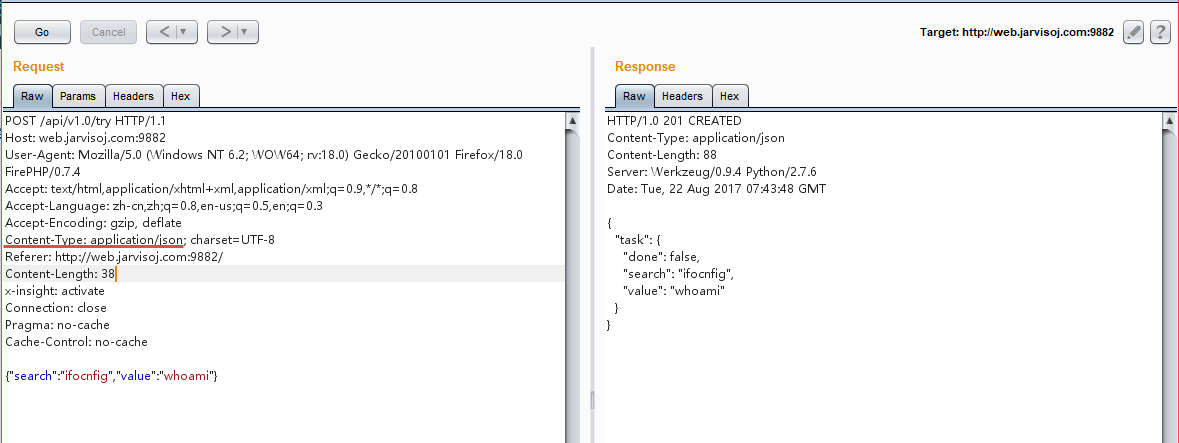 Go Cancel < > Target: http://web.jarvisoj.com:9882 ?
Request
Raw Params Headers Hex
POST /api/v1.0/try HTTP/1.1
Host: web.jarvisoj.com:9882
User-Agent: Mozilla/5.0 (Windows NT 6.2; WOW64; rv:18.0) Gecko/20100101 Firefox/18.0
FirePHP/0.7.4
Accept: text/html,application/xhtml+xml,application/xml;q=0.9,*/*;q=0.8
Accept-Language: zh-cn,zh;q=0.8,en-us;q=0.5,en;q=0.3
Accept-Encoding: gzip, deflate
Content-Type: application/json; charset=UTF-8
Referer: http://web.jarvisoj.com:9882/
Content-Length: 38
x-insight: activate
Connection: close
Pragma: no-cache
Cache-Control: no-cache
{"search":"ifocnfig","value":"whoami"}
Response
Raw Headers Hex
HTTP/1.0 201 CREATED
Content-Type: application/json
Content-Length: 88
Server: Werkzeug/0.9.4 Python/2.7.6
Date: Tue, 22 Aug 2017 07:43:48 GMT
{
"task": {
"done": false,
"search": "ifocnfig",
"value": "whoami"
}
}